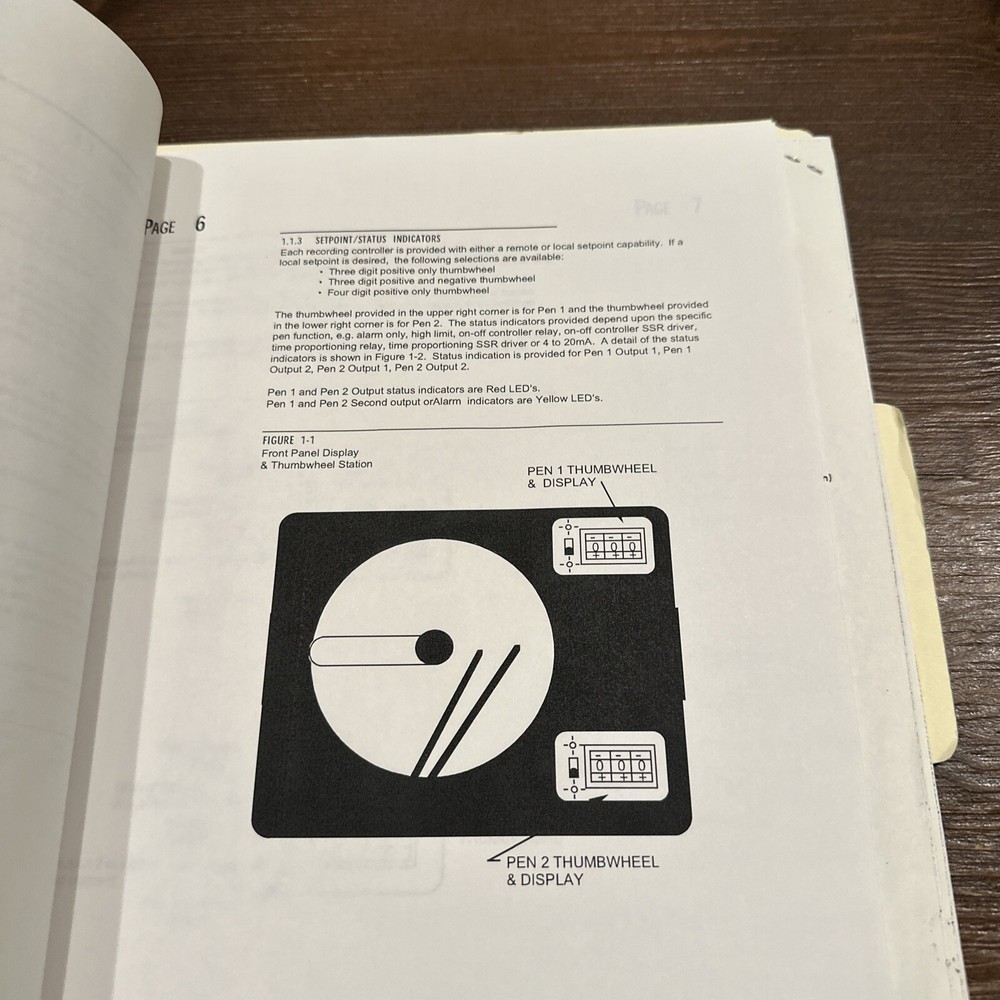 PAGE 6
PAGE 7
1.1.3 SETPOINT/STATUS INDICATORS
Each recording controller is provided with either a remote or local setpoint capability. If a
local setpoint is desired, the following selections are available:
• Three digit positive only thumbwheel
• Three digit positive and negative thumbwheel
• Four digit positive only thumbwheel
The thumbwheel provided in the upper right corner is for Pen 1 and the thumbwheel provided
in the lower right corner is for Pen 2. The status indicators provided depend upon the specific
pen function, e.g. alarm only, high limit, on-off controller relay, on-off controller SSR driver,
time proportioning relay, time proportioning SSR driver or 4 to 20mA. A detail of the status
indicators is shown in Figure 1-2. Status indication is provided for Pen 1 Output 1, Pen 1
Output 2, Pen 2 Output 1, Pen 2 Output 2.
Pen 1 and Pen 2 Output status indicators are Red LED's.
Pen 1 and Pen 2 Second output orAlarm indicators are Yellow LED's.
FIGURE 1-1
Front Panel Display
& Thumbwheel Station
PEN 1 THUMBWHEEL
& DISPLAY
- - -
0 0 0
+ + +
- - -
0 0 0
+ + +
PEN 2 THUMBWHEEL
& DISPLAY